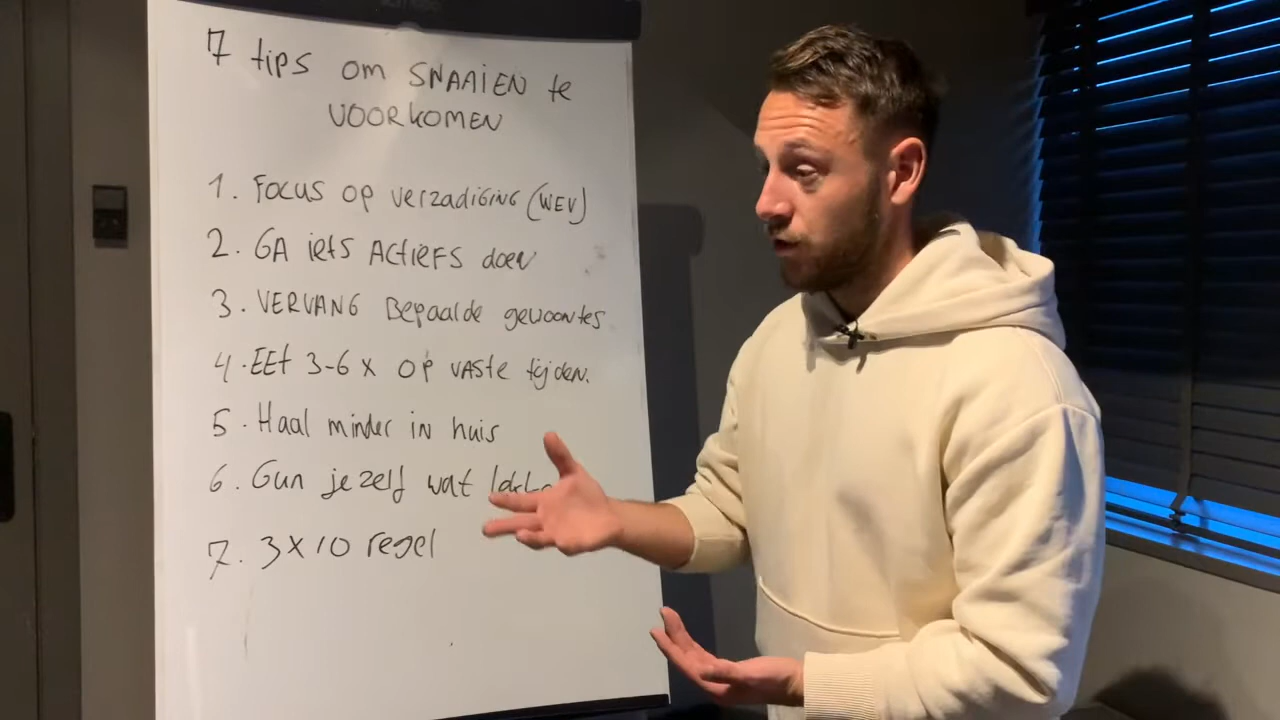 7 tips om SNAAIEN te
VOORKOMEN
1. Focus op verzadiging (WEV)
2. GA iets ACTIEFS doen
3. VERVANG Bepaalde gewoontes
4. EEt 3-6 x op vaste tijden.
5. Haal minder in huis
6. Gun jezelf wat
7. 3x10 regel